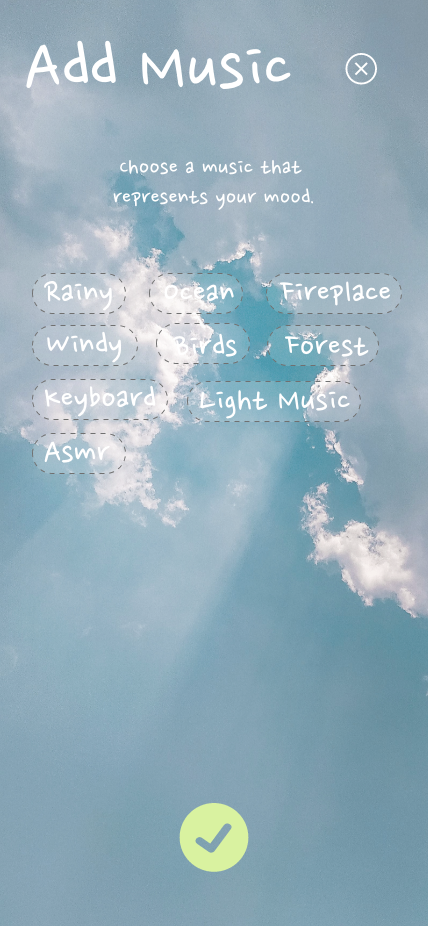 Add Music
choose a music that
represents your mood.
Rainy Ocean Fireplace
Windy Birds Forest
Keyboard Light Music
Asmr